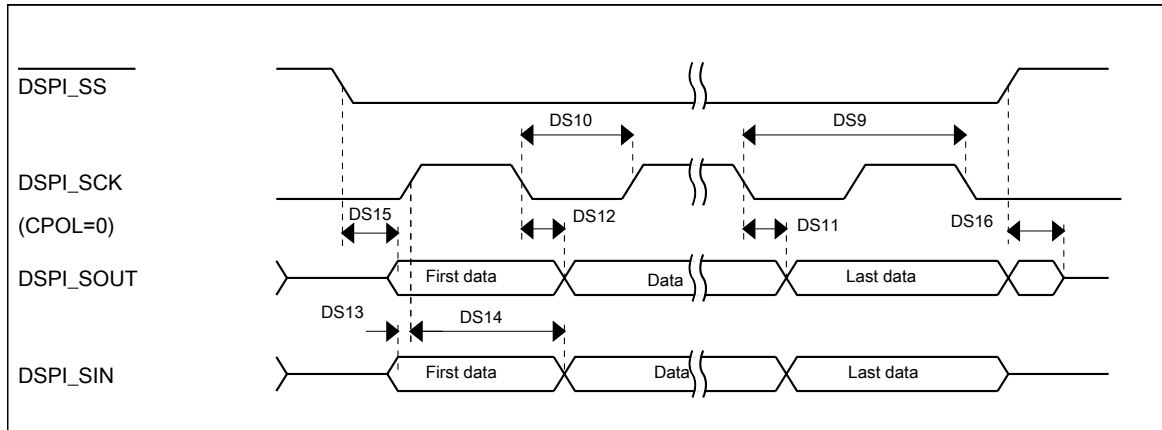 DSPI_SS
DS10
DS9
DSPI_SCK
(CPOL=0)
DS15
DS12
DS11
DS16
DSPI_SOUT
First data
Data
Last data
DS13
DS14
DSPI_SIN
First data
Data
Last data